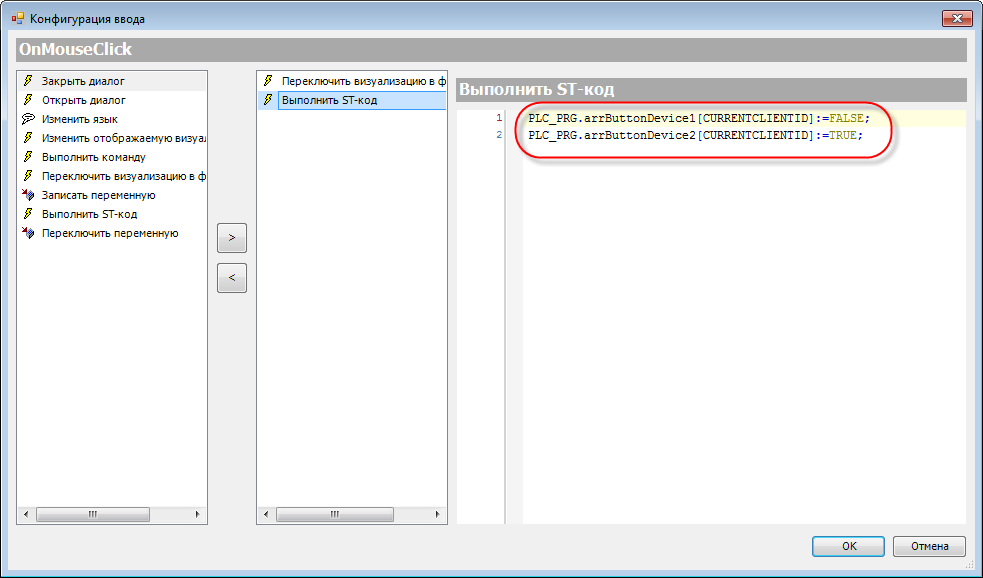 Конфигурация ввода
OnMouseClick
Закрыть диалог
Открыть диалог
Изменить язык
Изменить отображаемую визуал
Выполнить команду
Переключить визуализацию в ф
Записать переменную
Выполнить ST-код
Переключить переменную
>
<
Переключить визуализацию в ф
Выполнить ST-код
Выполнить ST-код
1 PLC_PRG.arrButtonDevice1[CURRENTCLIENTID]:=FALSE;
2 PLC_PRG.arrButtonDevice2[CURRENTCLIENTID]:=TRUE;
OK
Отмена